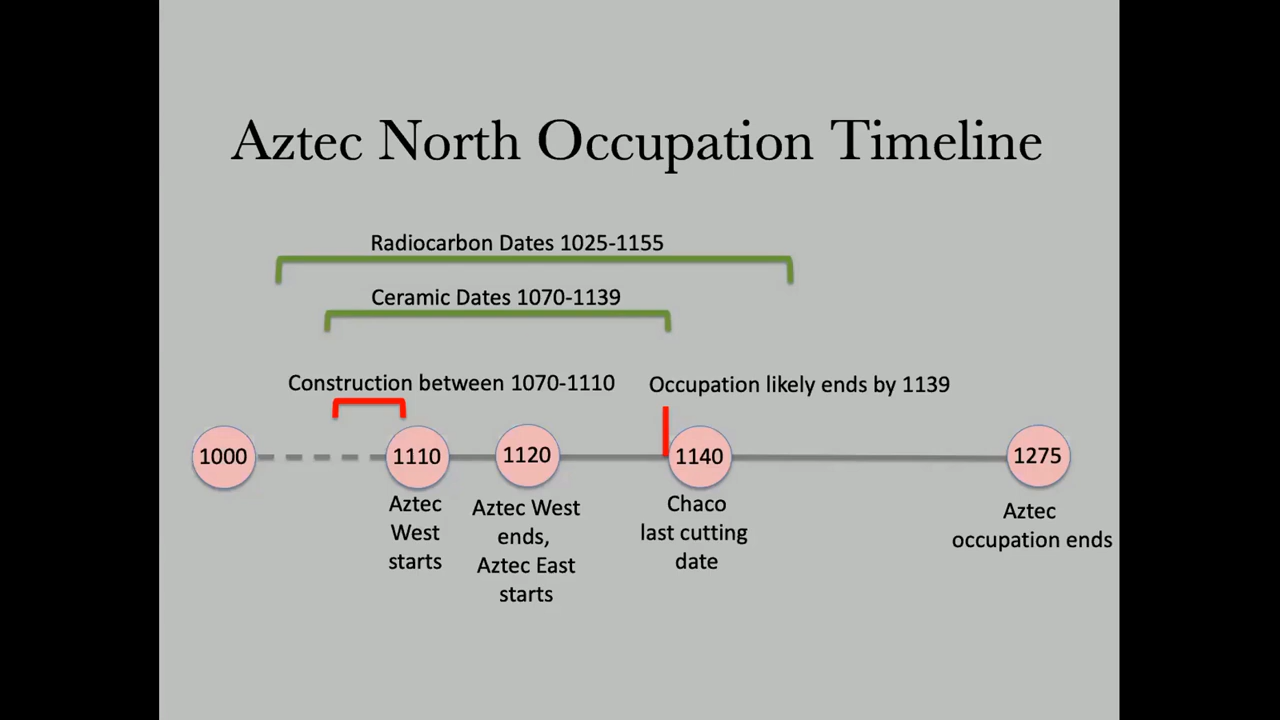 Aztec North Occupation Timeline
Radiocarbon Dates 1025-1155
Ceramic Dates 1070-1139
Construction between 1070-1110
Occupation likely ends by 1139
1000
1110
1120
1140
1275
Aztec
West
starts
Aztec West
ends,
Aztec East
starts
Chaco
last cutting
date
Aztec
occupation ends